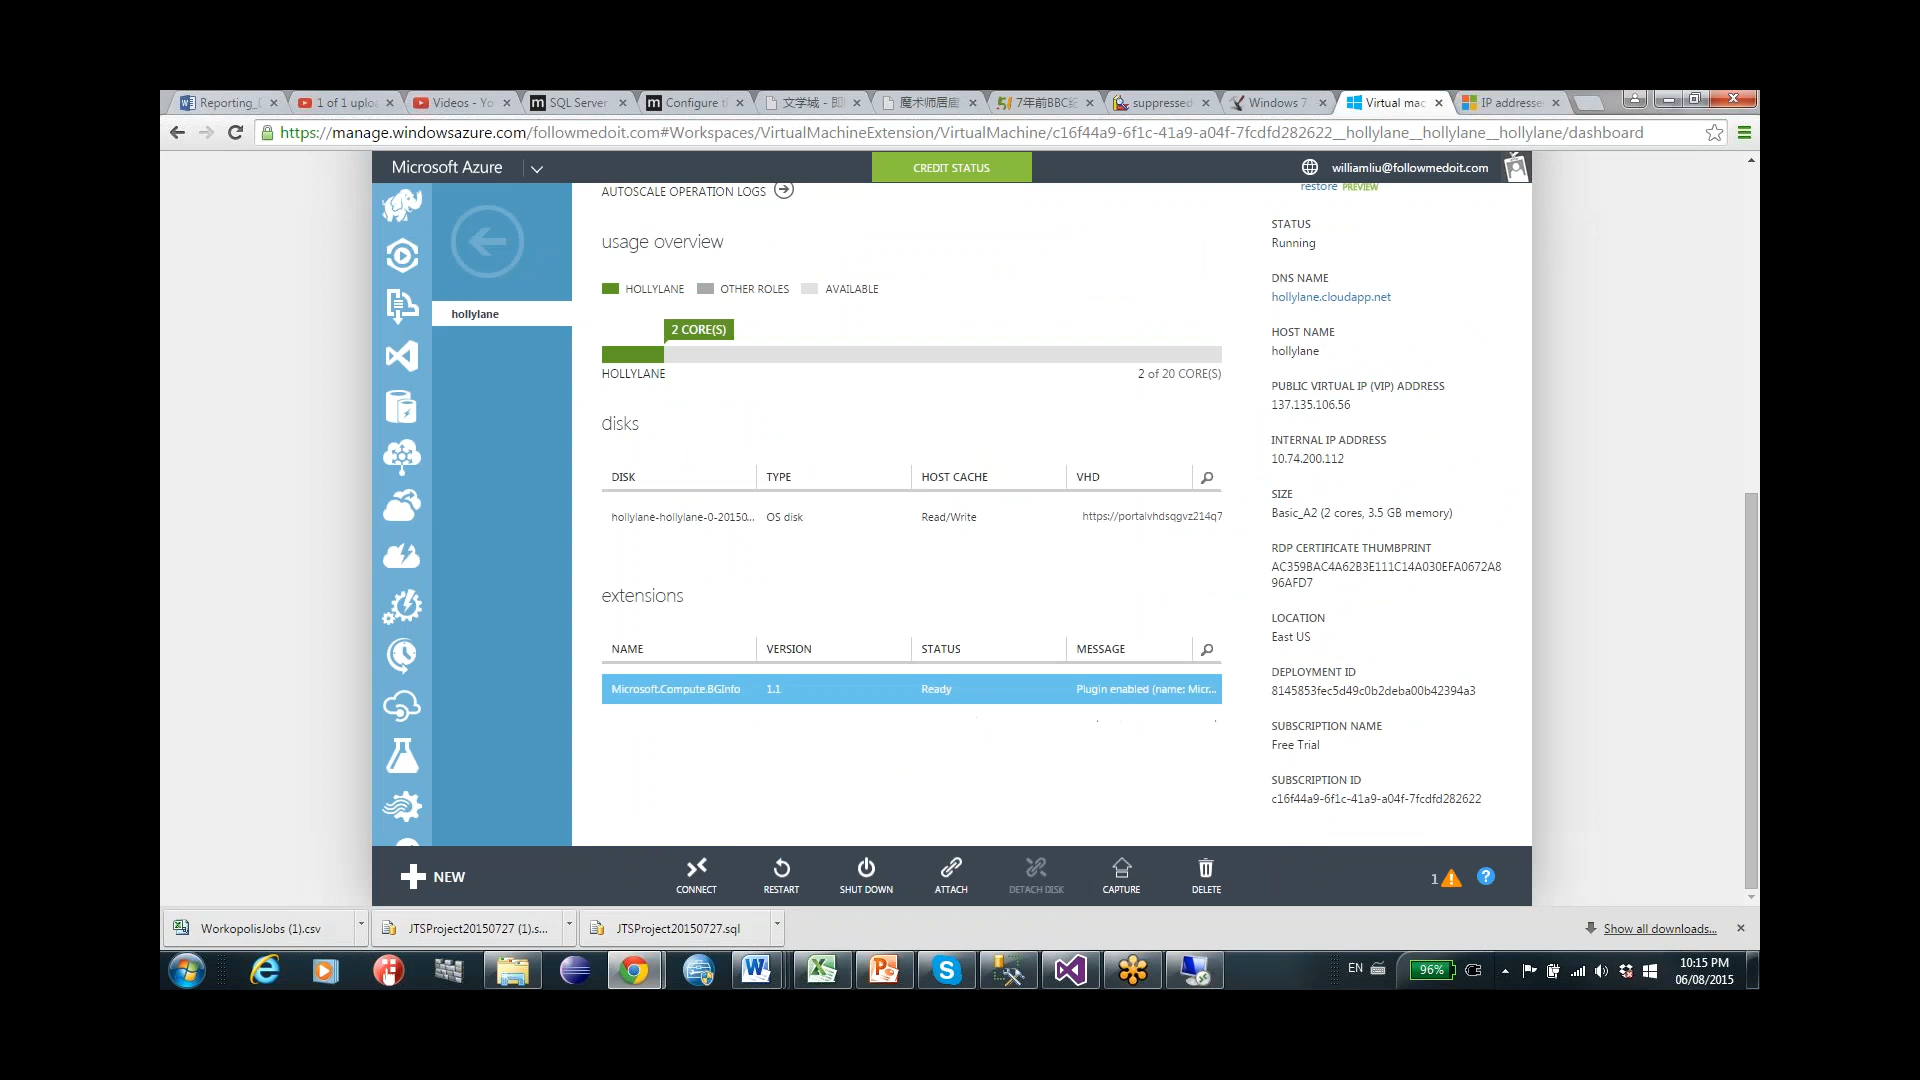 Reporting_
1 of 1 uplo
Videos - Yo
SQL Server
Configure t
文学城 - 即
魔术师居庙
7年前BBC纪
suppressed
Windows 7
Virtual mac
IP addresse
https://manage.windowsazure.com/followmedoit.com#Workspaces/VirtualMachineExtension/VirtualMachine/c16f44a9-6f1c-41a9-a04f-7fcdfd282622__hollylane__hollylane__hollylane/dashboard
Microsoft Azure
CREDIT STATUS
williamliu@followmedoit.com
hollylane
AUTOSCALE OPERATION LOGS
usage overview
HOLLYLANE OTHER ROLES AVAILABLE
2 CORE(S)
HOLLYLANE 2 of 20 CORE(S)
disks
DISK TYPE HOST CACHE VHD
hollylane-hollylane-0-20150... OS disk Read/Write https://portalvhdsqgvz214q7
extensions
NAME VERSION STATUS MESSAGE
Microsoft.Compute.BGInfo 1.1 Ready Plugin enabled (name: Micr...
restore PREVIEW
STATUS
Running
DNS NAME
hollylane.cloudapp.net
HOST NAME
hollylane
PUBLIC VIRTUAL IP (VIP) ADDRESS
137.135.106.56
INTERNAL IP ADDRESS
10.74.200.112
SIZE
Basic_A2 (2 cores, 3.5 GB memory)
RDP CERTIFICATE THUMBPRINT
AC359BAC4A62B3E111C14A030EFA0672A8
96AFD7
LOCATION
East US
DEPLOYMENT ID
8145853fec5d49c0b2deba00b42394a3
SUBSCRIPTION NAME
Free Trial
SUBSCRIPTION ID
c16f44a9-6f1c-41a9-a04f-7fcdfd282622
NEW
CONNECT
RESTART
SHUT DOWN
ATTACH
DETACH DISK
CAPTURE
DELETE
1
WorkopolisJobs (1).csv
JTSProject20150727 (1).s...
JTSProject20150727.sql
Show all downloads...
EN
96%
10:15 PM
06/08/2015